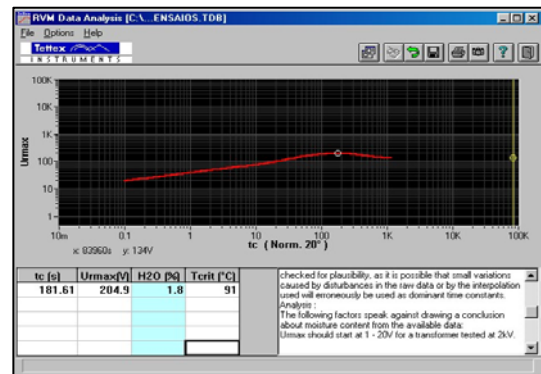 RVM Data Analysis [C:\...ENSAIOS.TDB]
File Options Help
Tettex
INSTRUMENTS
100K
10K
1K
100
10
1
Urmax
10m 0.1 1 10 100 1K 10K 100K
tc ( Norm. 20° )
x: 83960s y: 134V
tc (s) Urmax(V) H2O (%) Tcrit (°C)
181.61 204.9 1.8 91
checked for plausibility, as it is possible that small variations
caused by disturbances in the raw data or by the interpolation
used will erroneously be used as dominant time constants.
Analysis :
The following factors speak against drawing a conclusion
about moisture content from the available data:
Urmax should start at 1 - 20V for a transformer tested at 2kV.